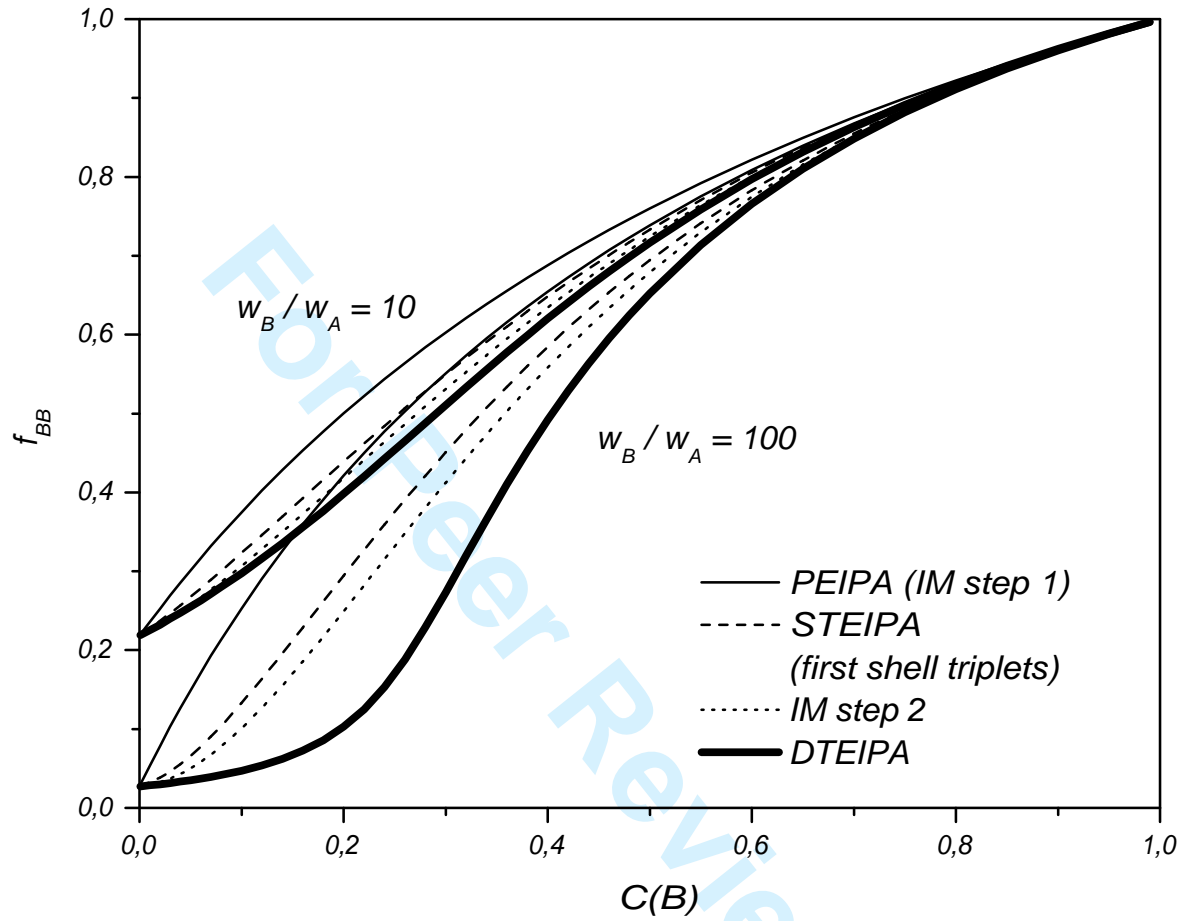 1,0
0,8
0,6
0,4
0,2
0,0
f_BB
w_B / w_A = 10
w_B / w_A = 100
PEIPA (IM step 1)
STEIPA
(first shell triplets)
IM step 2
DTEIPA
0,0 0,2 0,4 0,6 0,8 1,0
C(B)
For Peer Revie